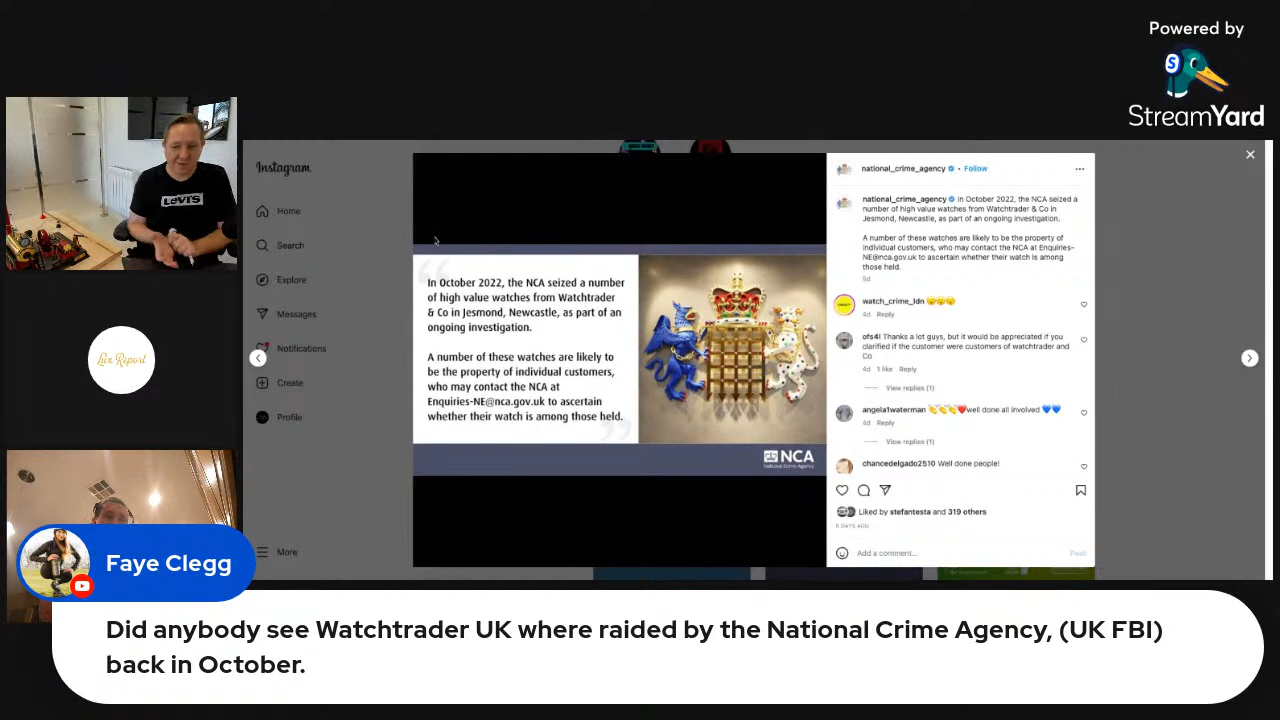 Powered by
StreamYard
LEVI'S
Lux Report
Instagram
Home
Search
Explore
Messages
Notifications
Create
Profile
More
In October 2022, the NCA seized a number
of high value watches from Watchtrader
& Co in Jesmond, Newcastle, as part of an
ongoing investigation.
A number of these watches are likely to
be the property of individual customers,
who may contact the NCA at
Enquiries-NE@nca.gov.uk to ascertain
whether their watch is among those held.
NCA
National Crime Agency
national_crime_agency • Follow
national_crime_agency In October 2022, the NCA seized a
number of high value watches from Watchtrader & Co in
Jesmond, Newcastle, as part of an ongoing investigation.
A number of these watches are likely to be the property of
individual customers, who may contact the NCA at Enquiries-
NE@nca.gov.uk to ascertain whether their watch is among
those held.
watch_crime_ldn
4d Reply
ofs4l Thanks a lot guys, but it would be appreciated if you
clarified if the customer were customers of watchtrader and
Co
4d 1 like Reply
View replies (1)
angela1waterman well done all involved
4d Reply
View replies (1)
chancedelgado2510 Well done people!
Liked by stefantesta and 319 others
5 DAYS AGO
Add a comment...
Post
Faye Clegg
Did anybody see Watchtrader UK where raided by the National Crime Agency, (UK FBI)
back in October.